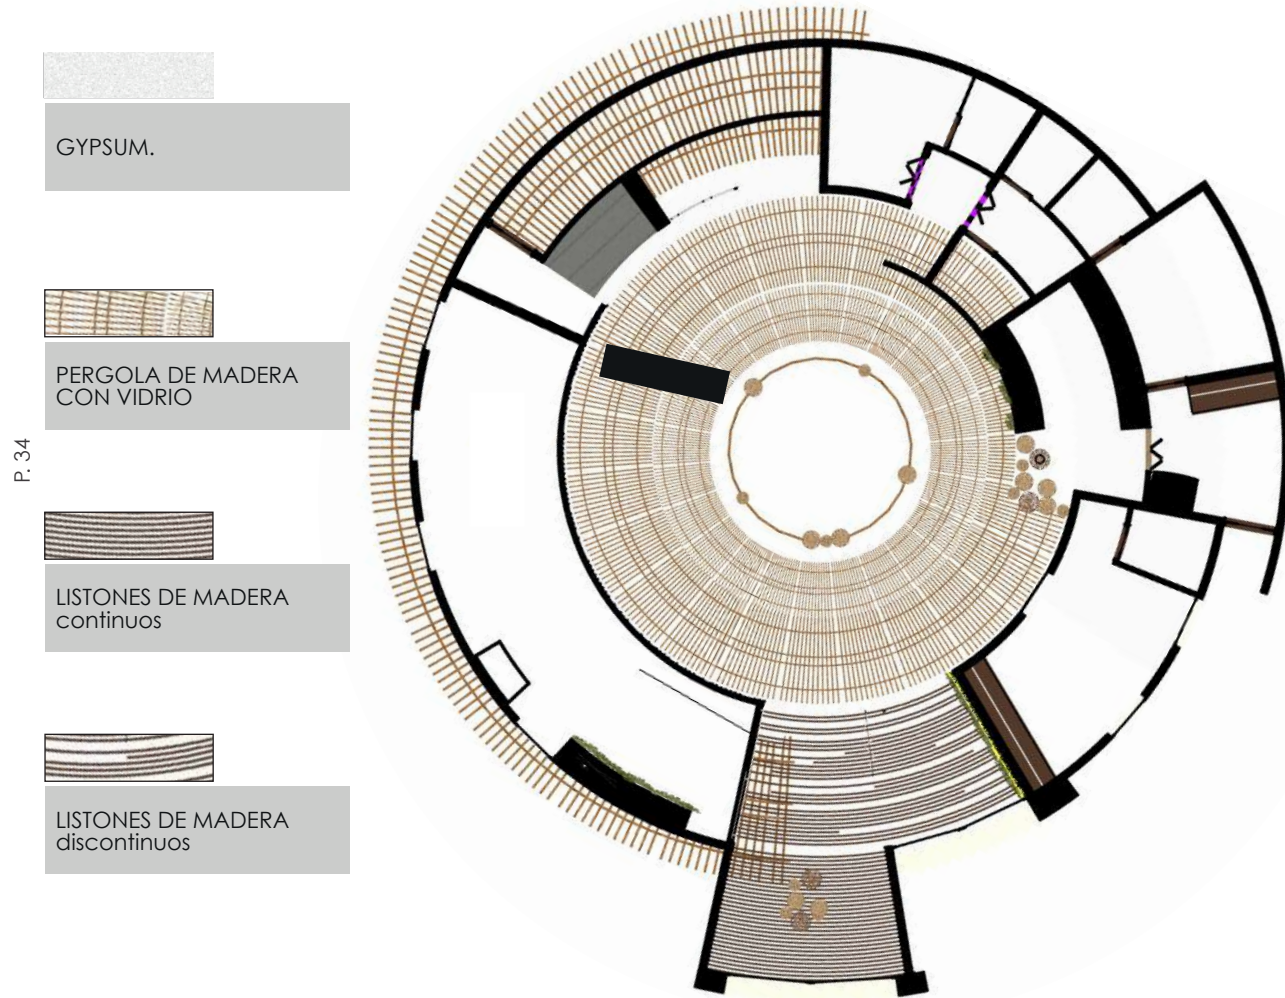 GYPSUM.
PERGOLA DE MADERA
CON VIDRIO
P. 34
LISTONES DE MADERA
continuos
LISTONES DE MADERA
discontinuos